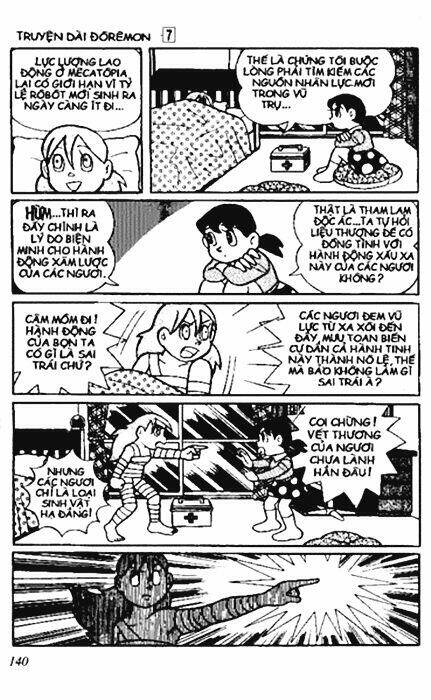 TRUYỆN DÀI ĐÔRÊMON 7
LỰC LƯỢNG LAO
ĐỘNG Ở MÊCATÔPIA,
LẠI CÓ GIỚI HẠN VÌ TỶ
LỆ RÔBỐT MỚI SINH RA
NGÀY CÀNG ÍT ĐI...
THẾ LÀ CHÚNG TÔI BUỘC
LÒNG PHẢI TÌM KIẾM CÁC
NGUỒN NHÂN LỰC MỚI
TRONG VŨ
TRỤ...
HỪM...THÌ RA
ĐÂY CHÍNH LÀ
LÝ DO BIỆN
MINH CHO HÀNH
ĐỘNG XÂM LƯỢC
CỦA CÁC NGƯƠI.
THẬT LÀ THAM LAM
ĐỘC ÁC...TA TỰ HỎI
LIỆU THƯỢNG ĐẾ CÓ
ĐỒNG TÌNH VỚI
HÀNH ĐỘNG XẤU XA
NÀY CỦA CÁC NGƯƠI
KHÔNG?
CÂM MỒM ĐI!
HÀNH ĐỘNG
CỦA BỌN TA
CÓ GÌ LÀ SAI
TRÁI CHỨ?
CÁC NGƯƠI ĐEM VŨ
LỰC TỪ XA XÔI ĐẾN
ĐÂY, MƯU TOAN BIẾN
CƯ DÂN CẢ HÀNH TINH
NÀY THÀNH NÔ LỆ, THẾ
MÀ BẢO KHÔNG LÀM GÌ
SAI TRÁI À?
COI CHỪNG!
VẾT THƯƠNG
CỦA NGƯƠI
CHƯA LÀNH
HẲN ĐÂU!
NHƯNG
CÁC NGƯƠI
CHỈ LÀ LOẠI
SINH VẬT
HẠ ĐẲNG!
140